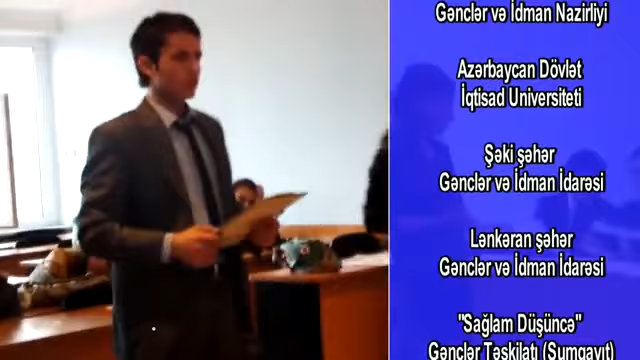 Gənclər və İdman Nazirliyi
Azərbaycan Dövlət
İqtisad Universiteti
Şəki şəhər
Gənclər və İdman İdarəsi
Lənkəran şəhər
Gənclər və İdman İdarəsi
"Sağlam Düşüncə"
Gənclər Təşkilatı (Sumqayıt)